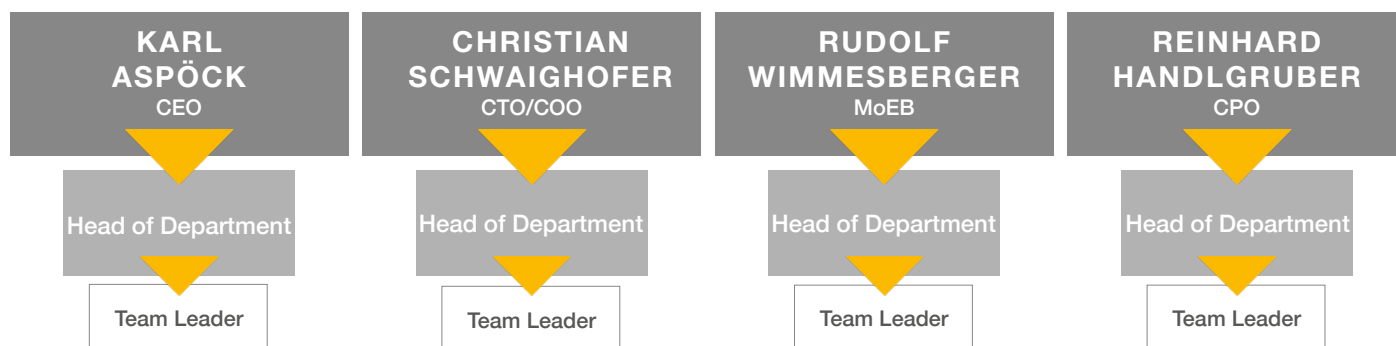 KARL
ASPÖCK
CEO
CHRISTIAN
SCHWAIGHOFER
CTO/COO
RUDOLF
WIMMESBERGER
MoEB
REINHARD
HANDLGRUBER
CPO
Head of Department
Head of Department
Head of Department
Head of Department
Team Leader
Team Leader
Team Leader
Team Leader